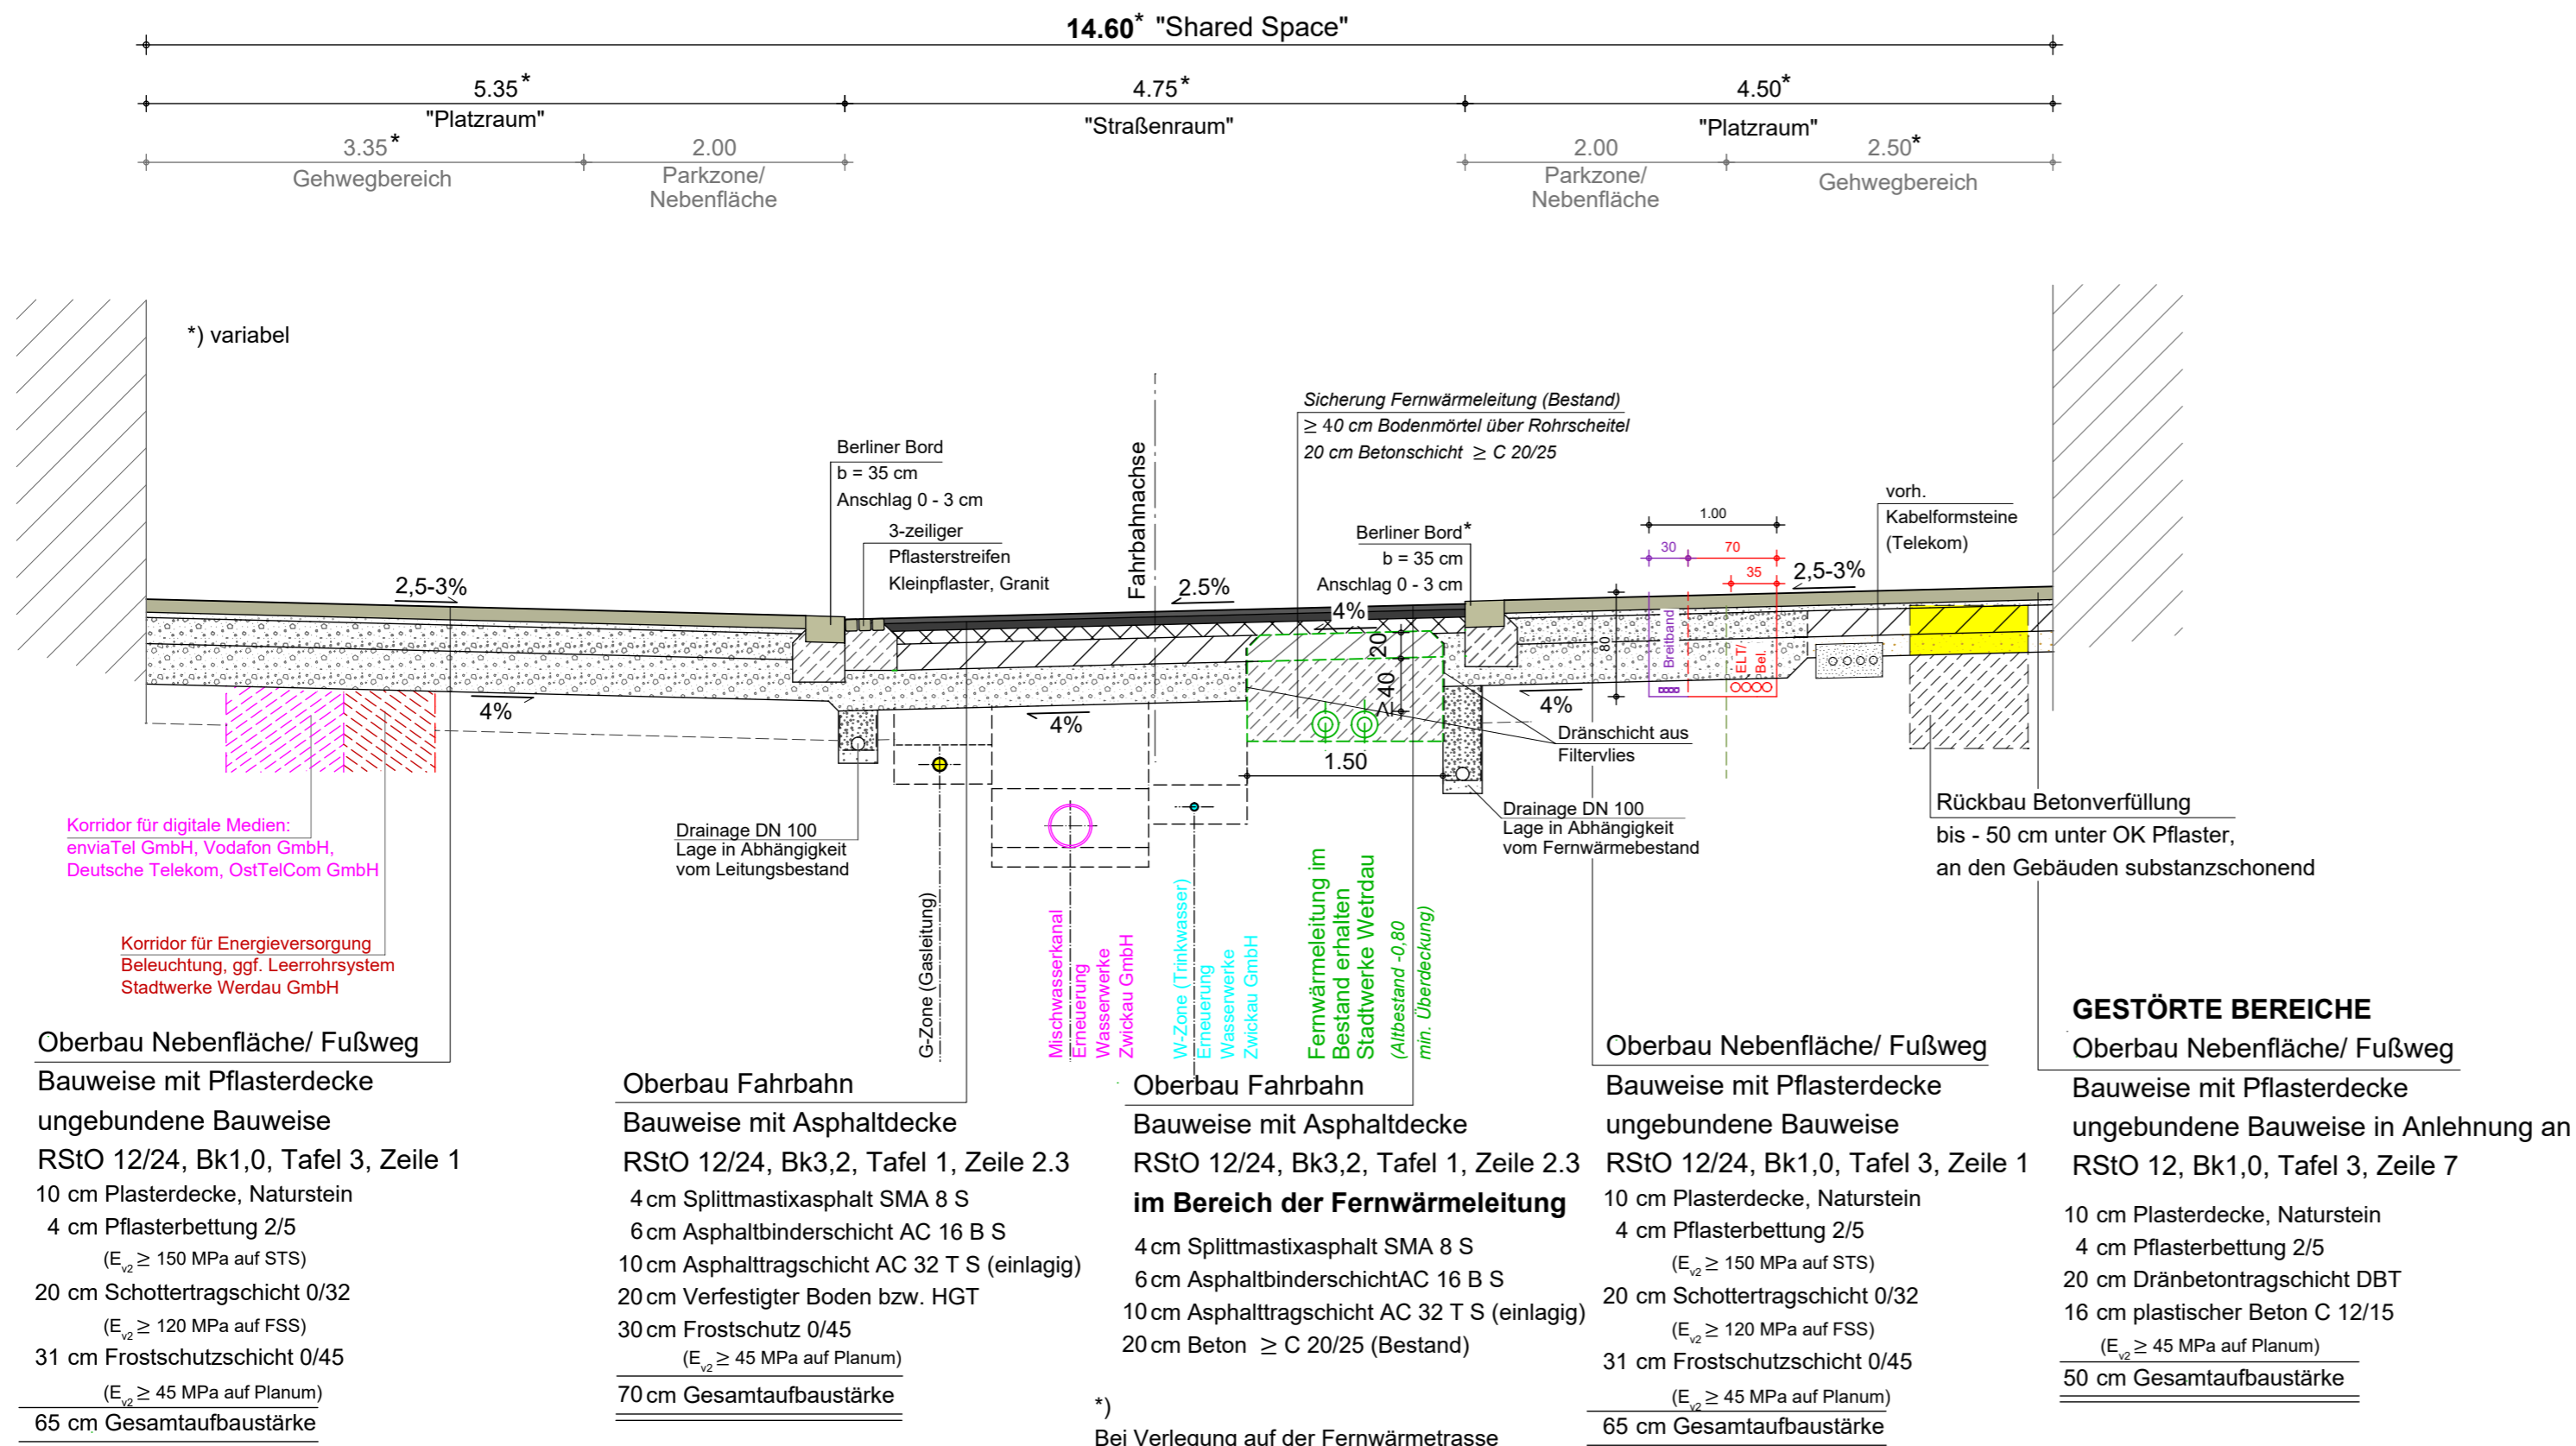 14.60* "Shared Space"
5.35*
4.75*
4.50*
"Platzraum"
"Straßenraum"
"Platzraum"
3.35*
2.00
2.00
2.50*
Gehwegbereich
Parkzone/
Nebenfläche
Parkzone/
Nebenfläche
Gehwegbereich
*) variabel
Sicherung Fernwärmeleitung (Bestand)
≥ 40 cm Bodenmörtel über Rohrscheitel
20 cm Betonschicht ≥ C 20/25
Berliner Bord
b = 35 cm
Anschlag 0 - 3 cm
3-zeiliger
Pflasterstreifen
Kleinpflaster, Granit
Fahrbahnachse
Berliner Bord*
b = 35 cm
Anschlag 0 - 3 cm
vorh.
Kabelformsteine
(Telekom)
1.00
30
70
35
2,5-3%
2.5%
4%
2,5-3%
20
≥40
80
Breitband
ELT/
Bel.
4%
4%
4%
1.50
Dränschicht aus
Filtervlies
Drainage DN 100
Lage in Abhängigkeit
vom Leitungsbestand
Drainage DN 100
Lage in Abhängigkeit
vom Fernwärmebestand
Rückbau Betonverfüllung
bis - 50 cm unter OK Pflaster,
an den Gebäuden substanzschonend
Korridor für digitale Medien:
enviaTel GmbH, Vodafon GmbH,
Deutsche Telekom, OstTelCom GmbH
Korridor für Energieversorgung
Beleuchtung, ggf. Leerrohrsystem
Stadtwerke Werdau GmbH
G-Zone (Gasleitung)
Mischwasserkanal
Erneuerung
Wasserwerke
Zwickau GmbH
W-Zone (Trinkwasser)
Erneuerung
Wasserwerke
Zwickau GmbH
Fernwärmeleitung im
Bestand erhalten
Stadtwerke Wetrdau
(Altbestand -0,80
min. Überdeckung)
Oberbau Nebenfläche/ Fußweg
Bauweise mit Pflasterdecke
ungebundene Bauweise
RStO 12/24, Bk1,0, Tafel 3, Zeile 1
10 cm Plasterdecke, Naturstein
4 cm Pflasterbettung 2/5
(Ev2 ≥ 150 MPa auf STS)
20 cm Schottertragschicht 0/32
(Ev2 ≥ 120 MPa auf FSS)
31 cm Frostschutzschicht 0/45
(Ev2 ≥ 45 MPa auf Planum)
65 cm Gesamtaufbaustärke
Oberbau Fahrbahn
Bauweise mit Asphaltdecke
RStO 12/24, Bk3,2, Tafel 1, Zeile 2.3
4 cm Splittmastixasphalt SMA 8 S
6 cm Asphaltbinderschicht AC 16 B S
10 cm Asphalttragschicht AC 32 T S (einlagig)
20 cm Verfestigter Boden bzw. HGT
30 cm Frostschutz 0/45
(Ev2 ≥ 45 MPa auf Planum)
70 cm Gesamtaufbaustärke
Oberbau Fahrbahn
Bauweise mit Asphaltdecke
RStO 12/24, Bk3,2, Tafel 1, Zeile 2.3
im Bereich der Fernwärmeleitung
4 cm Splittmastixasphalt SMA 8 S
6 cm AsphaltbinderschichtAC 16 B S
10 cm Asphalttragschicht AC 32 T S (einlagig)
20 cm Beton ≥ C 20/25 (Bestand)
*)
Bei Verlegung auf der Fernwärmetrasse
Oberbau Nebenfläche/ Fußweg
Bauweise mit Pflasterdecke
ungebundene Bauweise
RStO 12/24, Bk1,0, Tafel 3, Zeile 1
10 cm Plasterdecke, Naturstein
4 cm Pflasterbettung 2/5
(Ev2 ≥ 150 MPa auf STS)
20 cm Schottertragschicht 0/32
(Ev2 ≥ 120 MPa auf FSS)
31 cm Frostschutzschicht 0/45
(Ev2 ≥ 45 MPa auf Planum)
65 cm Gesamtaufbaustärke
GESTÖRTE BEREICHE
Oberbau Nebenfläche/ Fußweg
Bauweise mit Pflasterdecke
ungebundene Bauweise in Anlehnung an
RStO 12, Bk1,0, Tafel 3, Zeile 7
10 cm Plasterdecke, Naturstein
4 cm Pflasterbettung 2/5
20 cm Dränbetontragschicht DBT
16 cm plastischer Beton C 12/15
(Ev2 ≥ 45 MPa auf Planum)
50 cm Gesamtaufbaustärke